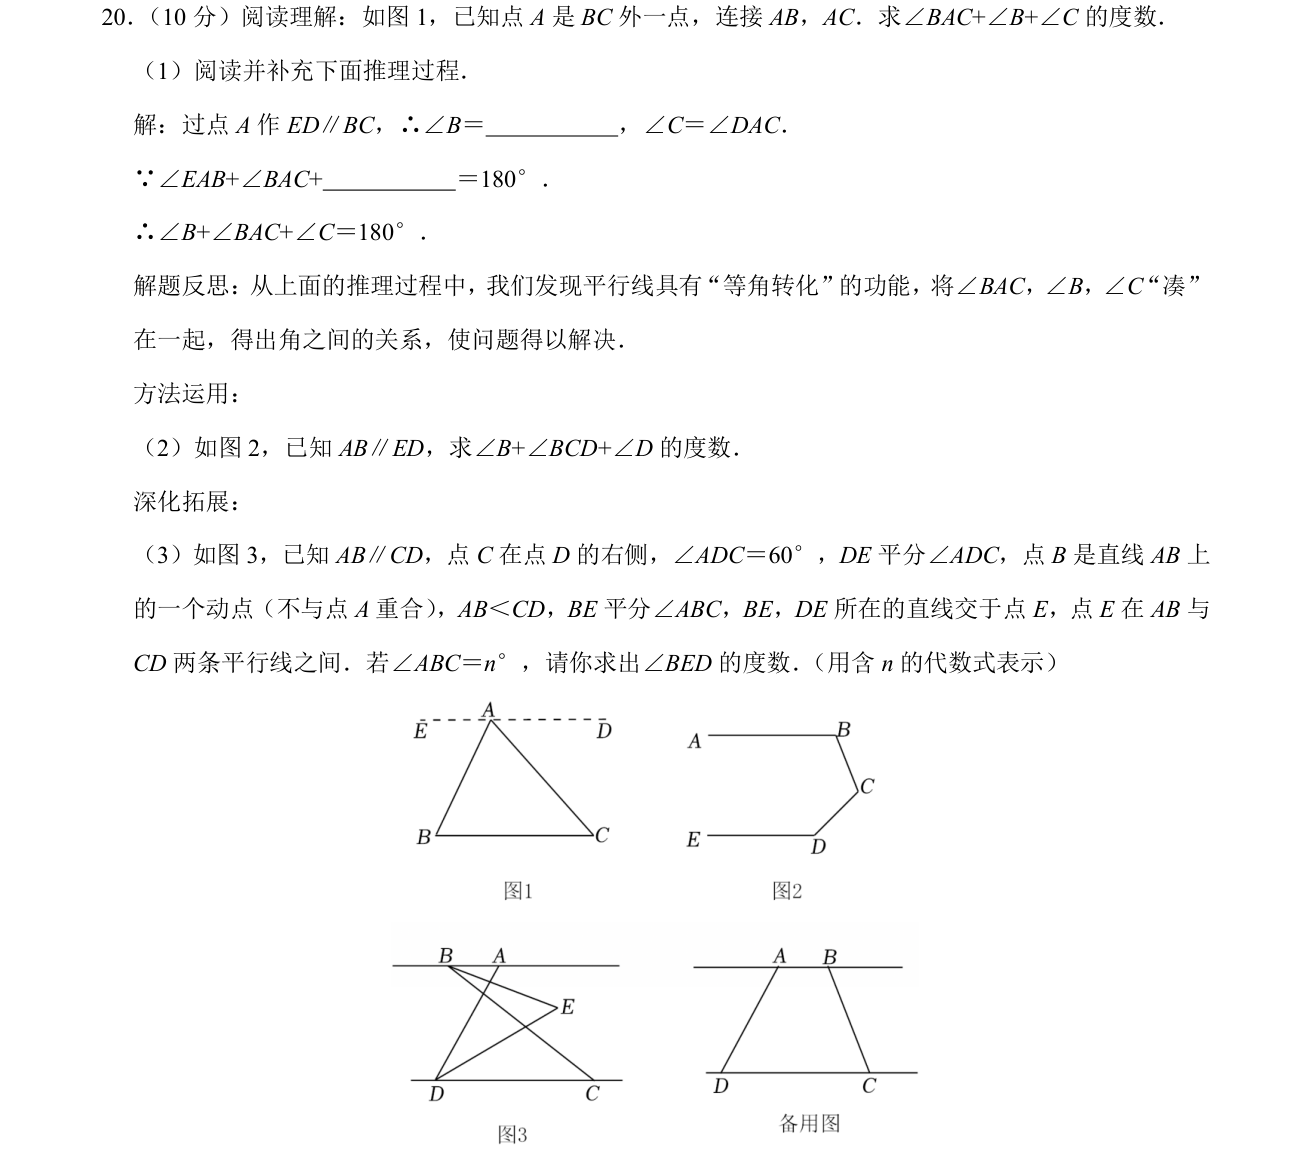 20．（10 分）阅读理解：如图 1，已知点 A 是 BC 外一点，连接 AB，AC．求∠BAC+∠B+∠C 的度数．
（1）阅读并补充下面推理过程．
解：过点 A 作 ED∥BC，∴∠B＝___________，∠C＝∠DAC．
∵∠EAB+∠BAC+___________＝180°．
∴∠B+∠BAC+∠C＝180°．
解题反思：从上面的推理过程中，我们发现平行线具有“等角转化”的功能，将∠BAC，∠B，∠C“凑”
在一起，得出角之间的关系，使问题得以解决．
方法运用：
（2）如图 2，已知 AB∥ED，求∠B+∠BCD+∠D 的度数．
深化拓展：
（3）如图 3，已知 AB∥CD，点 C 在点 D 的右侧，∠ADC＝60°，DE 平分∠ADC，点 B 是直线 AB 上
的一个动点（不与点 A 重合），AB＜CD，BE 平分∠ABC，BE，DE 所在的直线交于点 E，点 E 在 AB 与
CD 两条平行线之间．若∠ABC＝n°，请你求出∠BED 的度数．（用含 n 的代数式表示）
A
E D
B C
图1
A B
C
E D
图2
B A
E
D C
图3
A B
D C
备用图